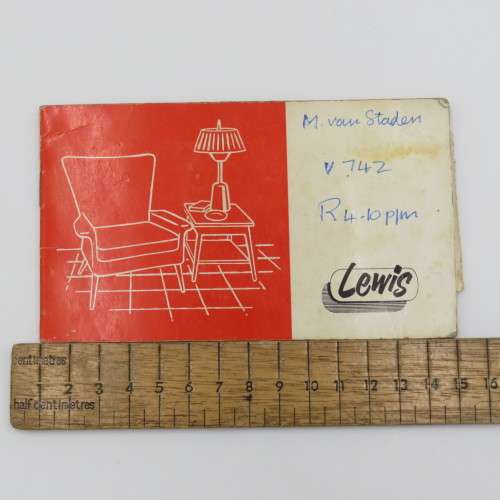 M. van Staden
V 742
R4-10 ppm
Lewis
centimetres
1 2 3 4 5 6 7 8 9 10 11 12 13 14 15 16
half centimetres